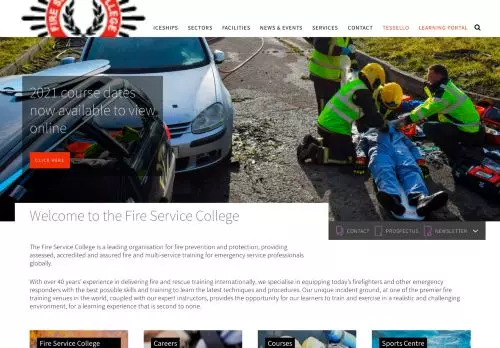 FIRE S
COLLEGE
ICESHIPS SECTORS FACILITIES NEWS & EVENTS SERVICES CONTACT TESSELLO LEARNING PORTAL
2021 course dates
now available to view
online
CLICK HERE
Welcome to the Fire Service College
CONTACT PROSPECTUS NEWSLETTER
The Fire Service College is a leading organisation for fire prevention and protection, providing
assessed, accredited and assured fire and multi-service training for emergency service professionals
globally.
With over 40 years' experience in delivering fire and rescue training internationally, we specialise in equipping today's firefighters and other emergency
responders with the best possible skills and training to learn the latest techniques and procedures. Our unique incident ground, at one of the premier fire
training venues in the world, coupled with our expert instructors, provides the opportunity for our learners to train and exercise in a realistic and challenging
environment, for a learning experience that is second to none.
Fire Service College Careers Courses Sports Centre